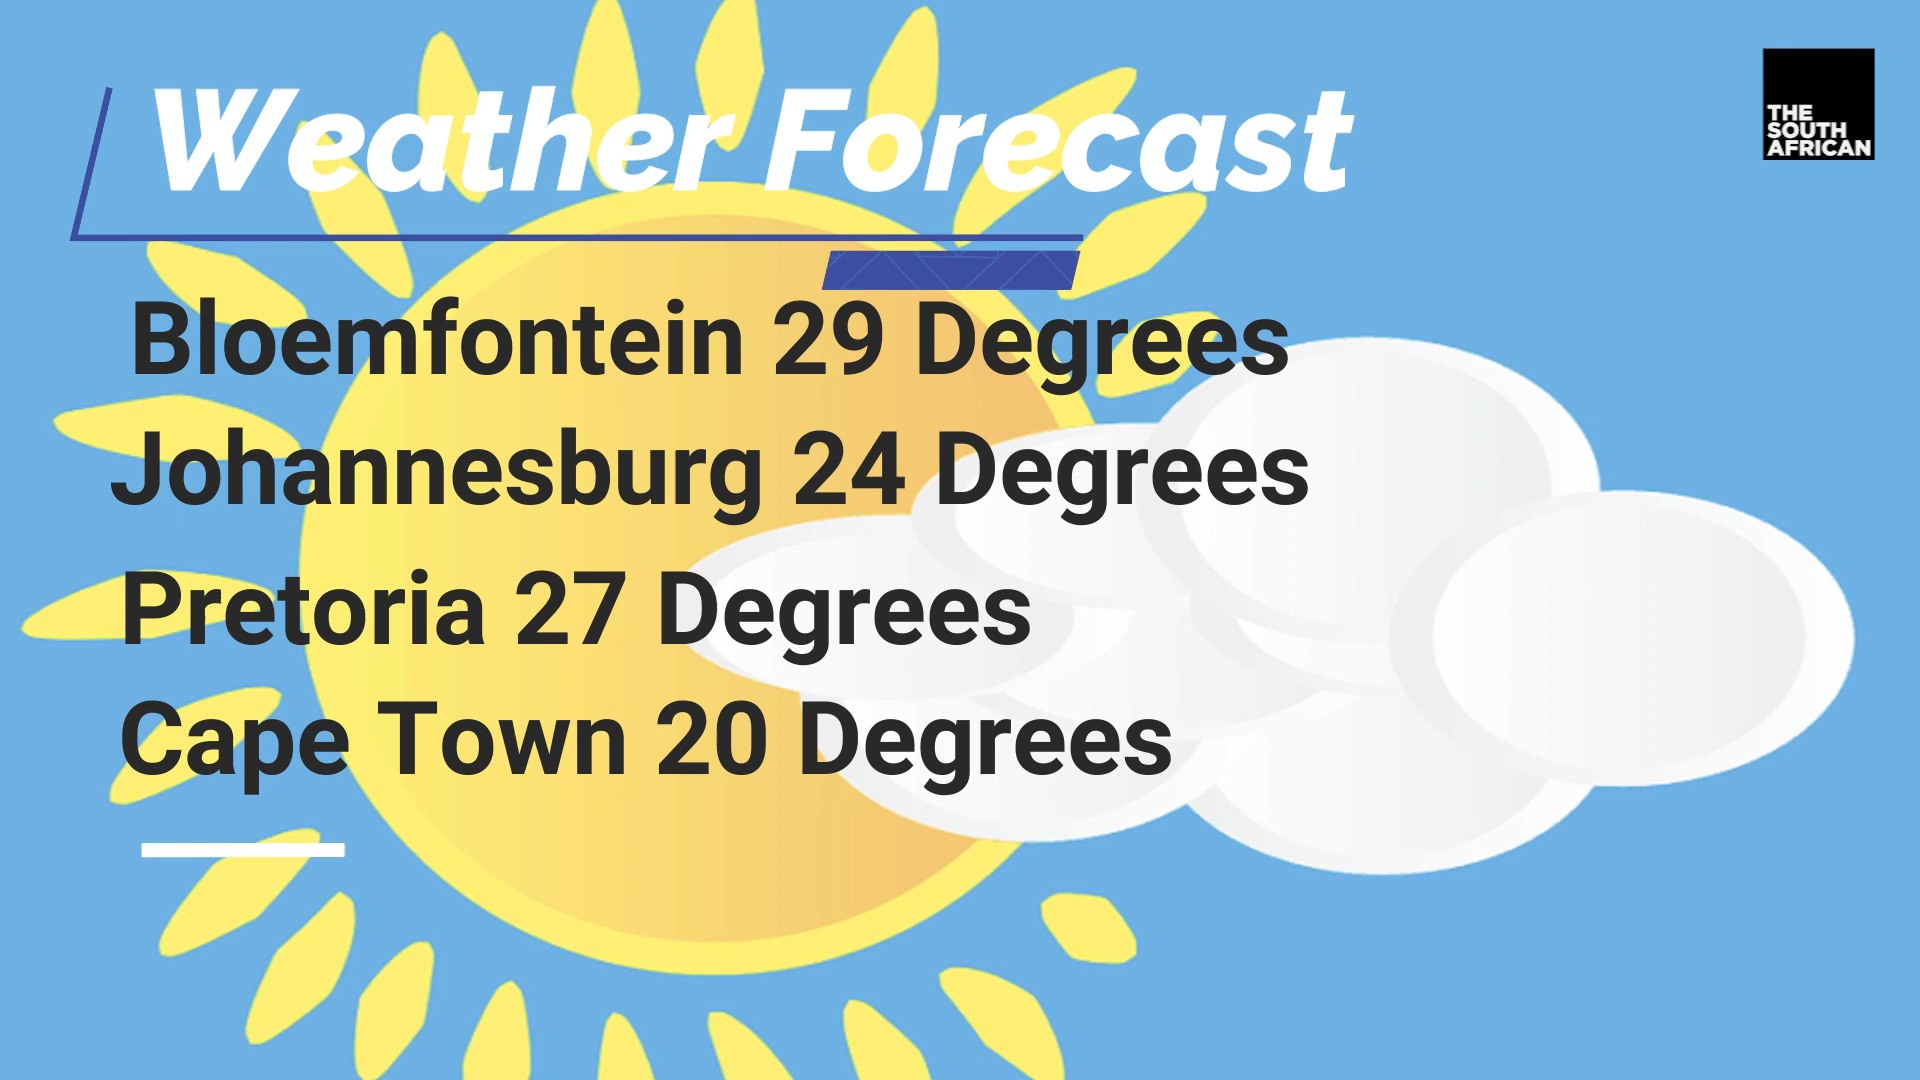 Weather Forecast
THE
SOUTH
AFRICAN
Bloemfontein 29 Degrees
Johannesburg 24 Degrees
Pretoria 27 Degrees
Cape Town 20 Degrees